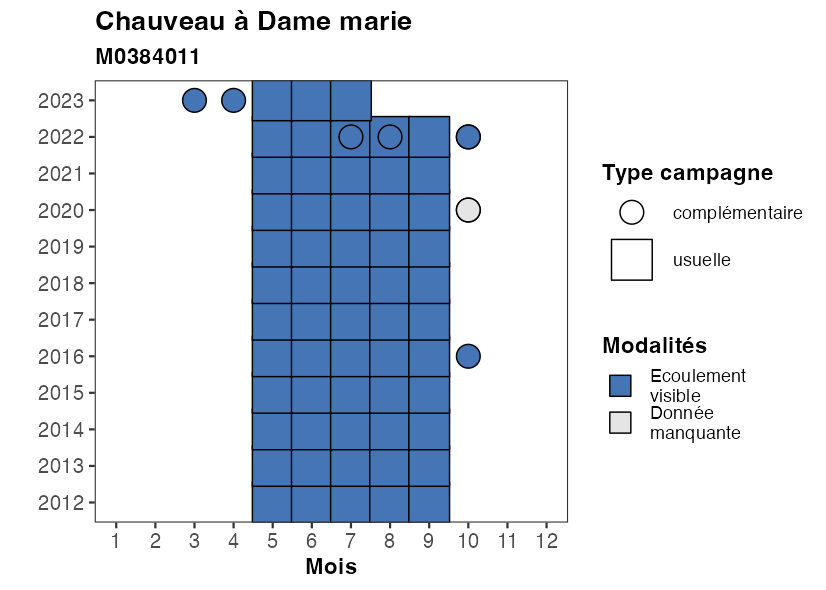 Chauveau à Dame marie
M0384011
2023
2022
2021
2020
2019
2018
2017
2016
2015
2014
2013
2012
1 2 3 4 5 6 7 8 9 10 11 12
Mois
Type campagne
complémentaire
usuelle
Modalités
Ecoulement
visible
Donnée
manquante